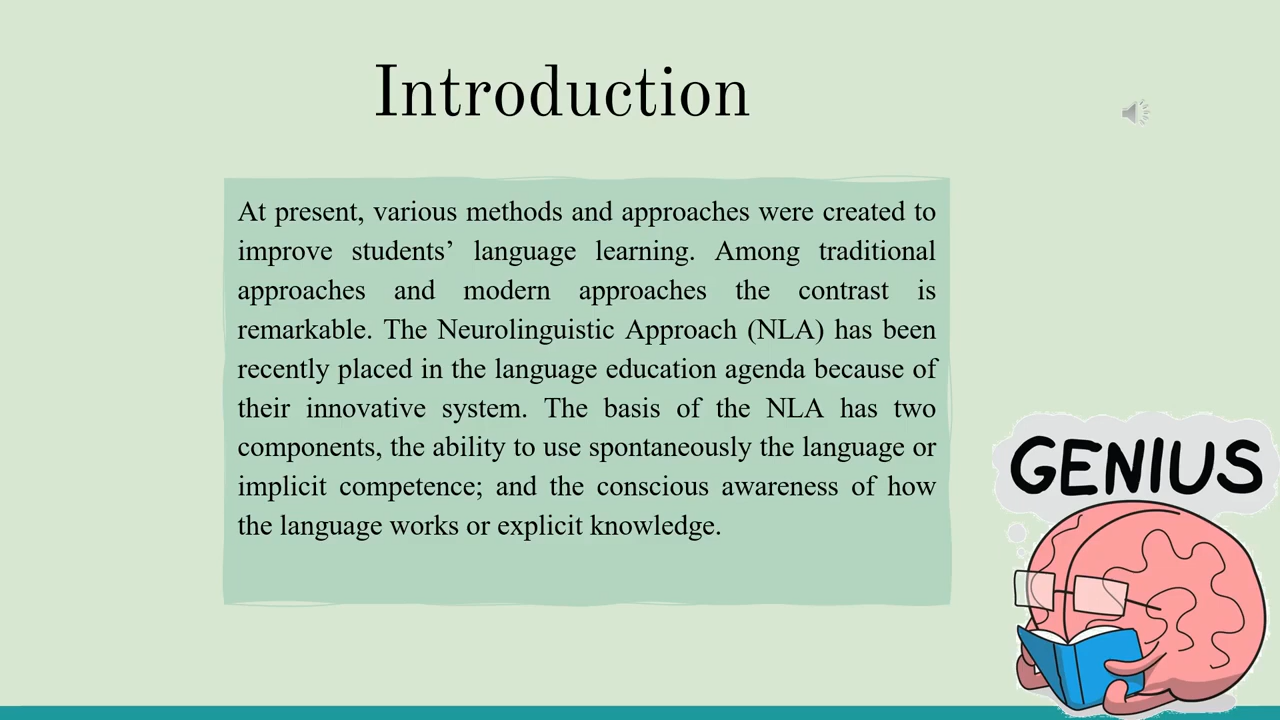 Introduction
At present, various methods and approaches were created to
improve students’ language learning. Among traditional
approaches and modern approaches the contrast is
remarkable. The Neurolinguistic Approach (NLA) has been
recently placed in the language education agenda because of
their innovative system. The basis of the NLA has two
components, the ability to use spontaneously the language or
implicit competence; and the conscious awareness of how
the language works or explicit knowledge.
GENIUS